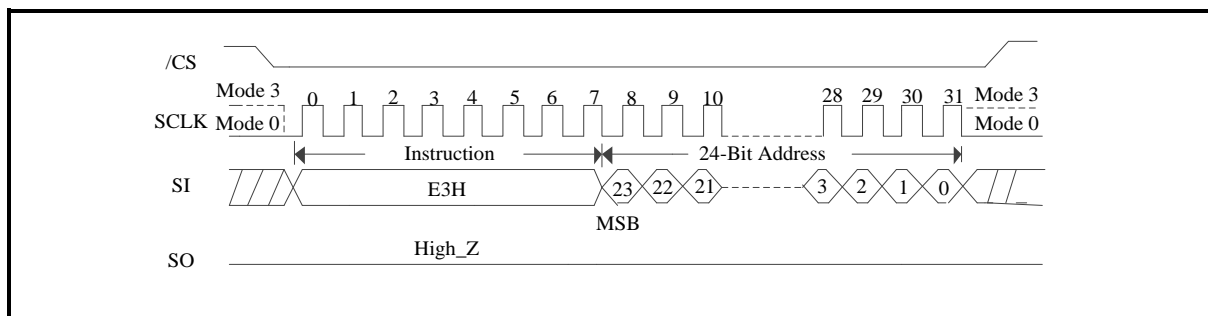 /CS
Mode 3 0 1 2 3 4 5 6 7 8 9 10 28 29 30 31 Mode 3
SCLK Mode 0 Mode 0
Instruction 24-Bit Address
SI E3H 23 22 21 3 2 1 0
MSB
High_Z
SO